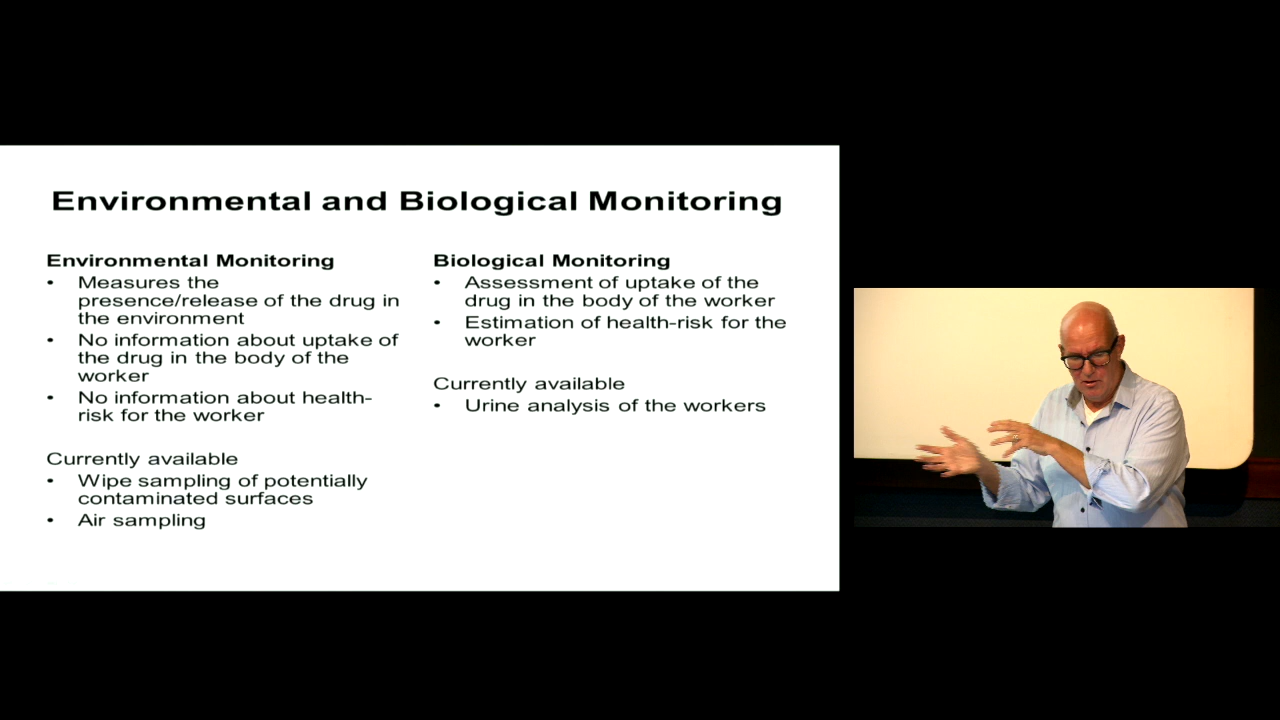 Environmental and Biological Monitoring
Environmental Monitoring
• Measures the
presence/release of the drug in
the environment
• No information about uptake of
the drug in the body of the
worker
• No information about health-
risk for the worker
Currently available
• Wipe sampling of potentially
contaminated surfaces
• Air sampling
Biological Monitoring
• Assessment of uptake of the
drug in the body of the worker
• Estimation of health-risk for the
worker
Currently available
• Urine analysis of the workers